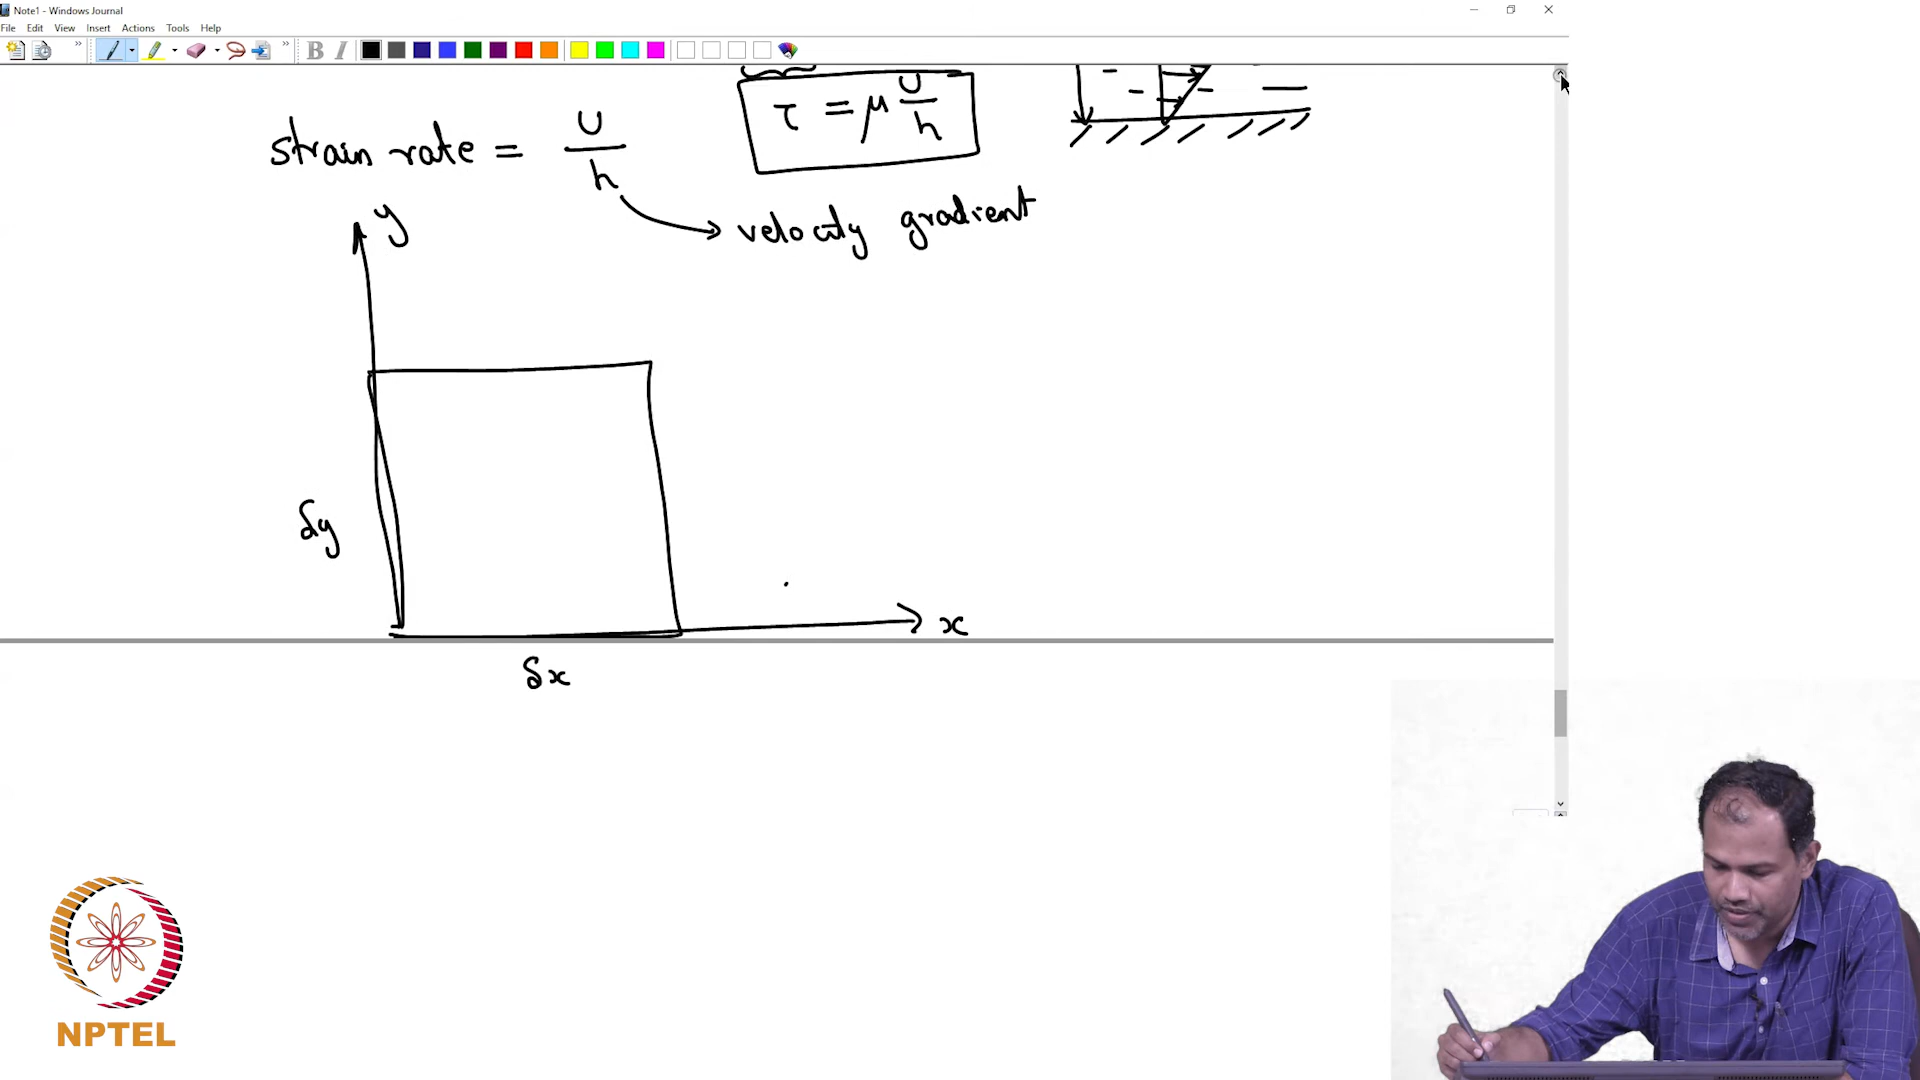 Note1 - Windows Journal
File Edit View Insert Actions Tools Help
B I
τ = μ U/h
strain rate = U/h
velocity gradient
y
δy
x
δx
NPTEL